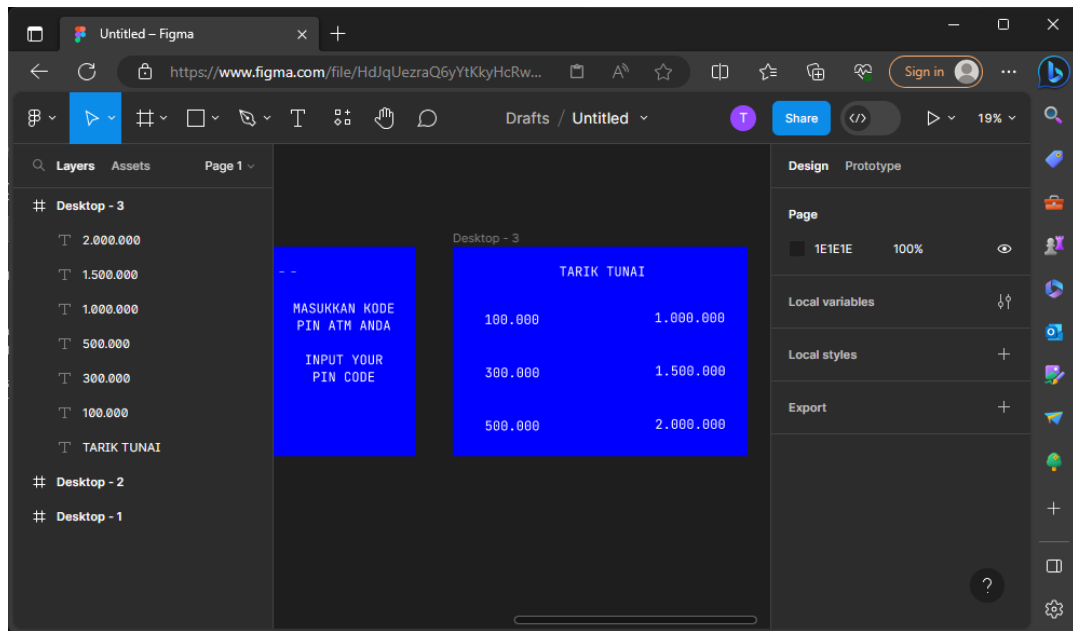 Untitled – Figma
https://www.figma.com/file/HdJqUezraQ6yYtKkyHcRw...
Sign in
Drafts / Untitled
T
Share
19%
Layers Assets Page 1
Desktop - 3
2.000.000
1.500.000
1.000.000
500.000
300.000
100.000
TARIK TUNAI
Desktop - 2
Desktop - 1
--
MASUKKAN KODE
PIN ATM ANDA
INPUT YOUR
PIN CODE
Desktop - 3
TARIK TUNAI
100.000 1.000.000
300.000 1.500.000
500.000 2.000.000
Design Prototype
Page
1E1E1E 100%
Local variables
Local styles
Export
?